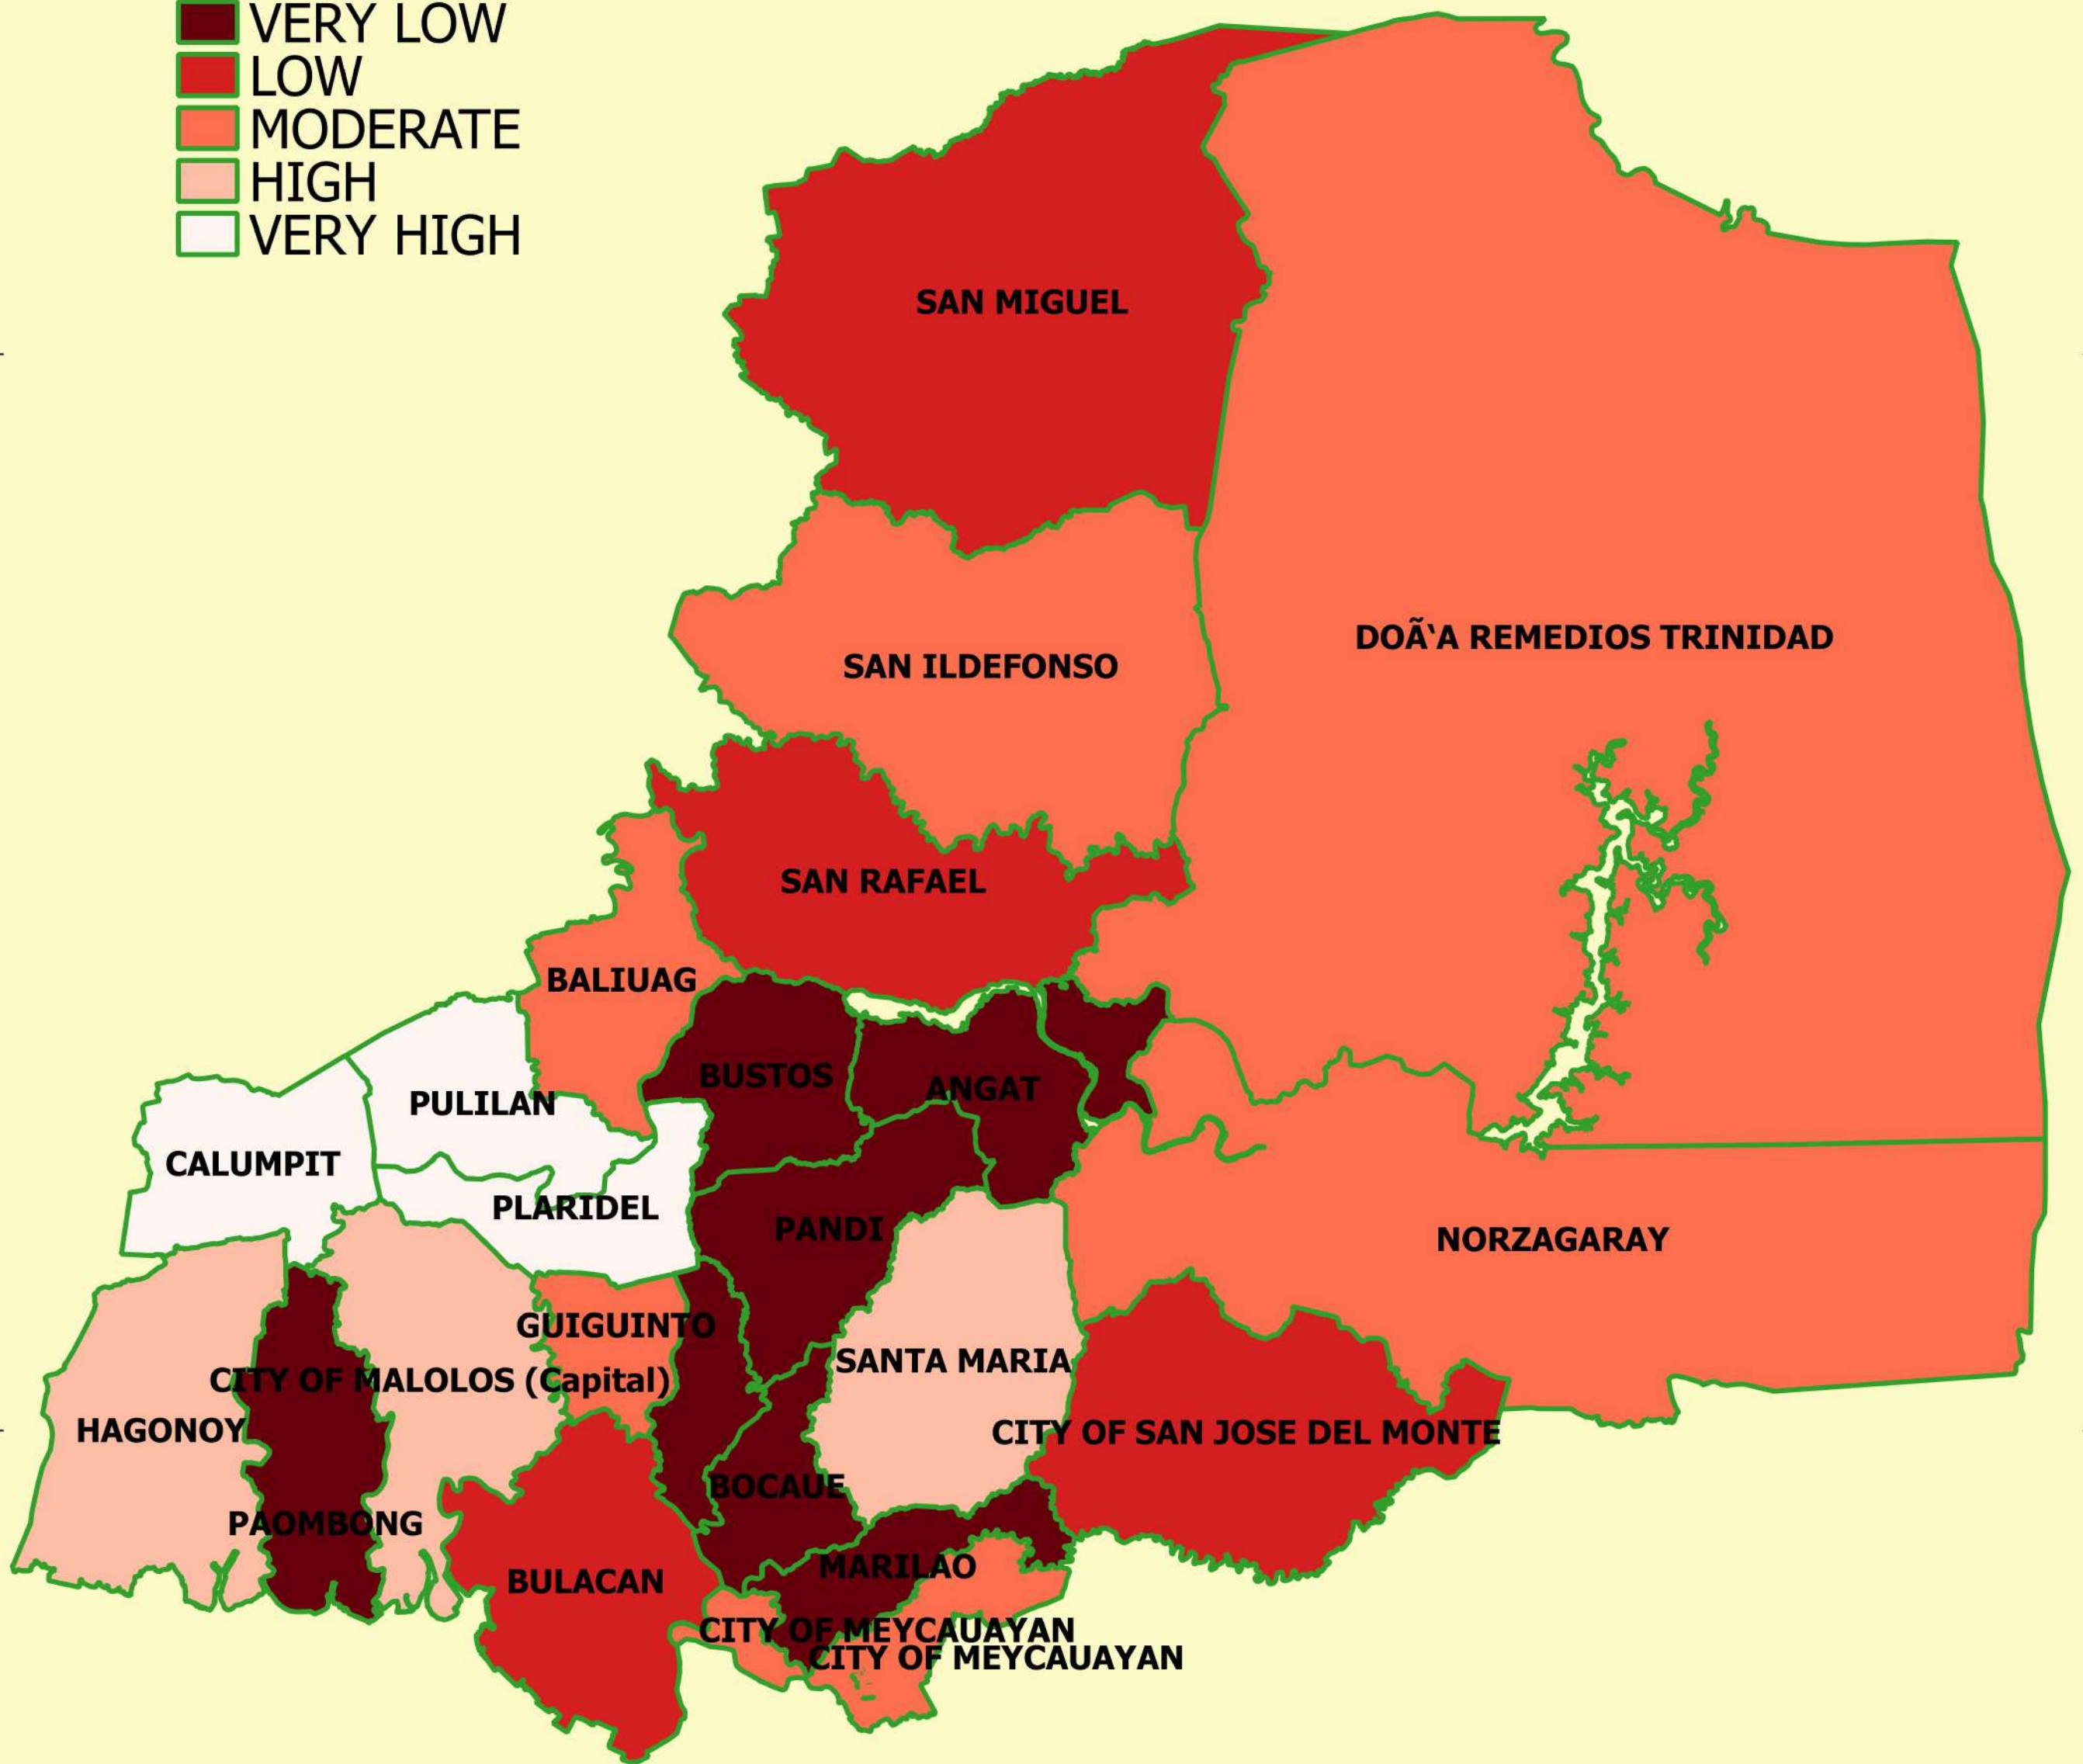 VERY LOW
LOW
MODERATE
HIGH
VERY HIGH
SAN MIGUEL
DOÃ‘A REMEDIOS TRINIDAD
SAN ILDEFONSO
SAN RAFAEL
BALIUAG
BUSTOS
ANGAT
PULILAN
CALUMPIT
PLARIDEL
PANDI
NORZAGARAY
GUIGUINTO
SANTA MARIA
CITY OF MALOLOS (Capital)
HAGONOY
CITY OF SAN JOSE DEL MONTE
BOCAUE
PAOMBONG
MARILAO
BULACAN
CITY OF MEYCAUAYAN
CITY OF MEYCAUAYAN